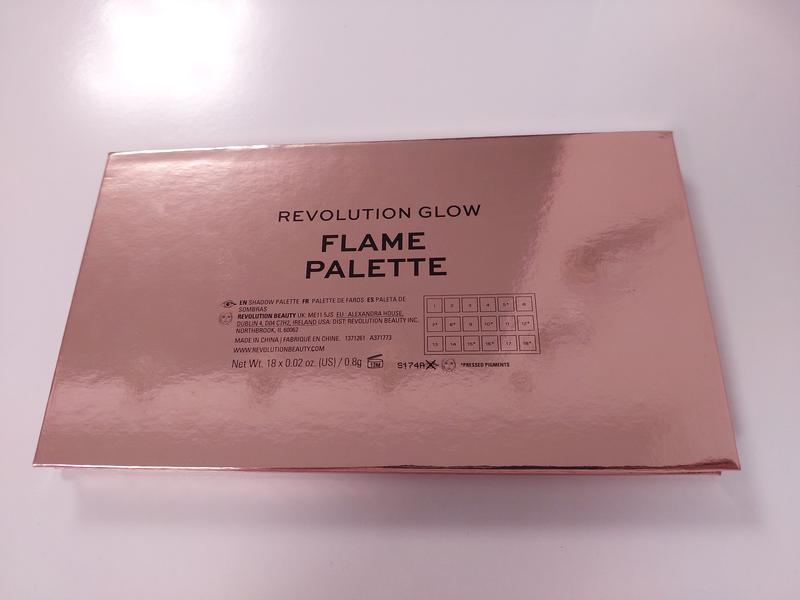 REVOLUTION GLOW
FLAME
PALETTE
EN SHADOW PALETTE FR PALETTE DE FAROS ES PALETA DE
SOMBRAS
REVOLUTION BEAUTY UK: ME11 5JS EU: ALEXANDRA HOUSE,
DUBLIN 4, D04 C7H2, IRELAND USA: DIST: REVOLUTION BEAUTY INC.
NORTHBROOK, IL 60062
MADE IN CHINA | FABRIQUÉ EN CHINE. 1371261 A371773
WWW.REVOLUTIONBEAUTY.COM
Net Wt. 18 x 0.02 oz. (US) / 0.8g 12M S174A *PRESSED PIGMENTS
1 2 3 4 5* 6
7* 8* 9 10* 11 12*
13 14 15* 16* 17 18*